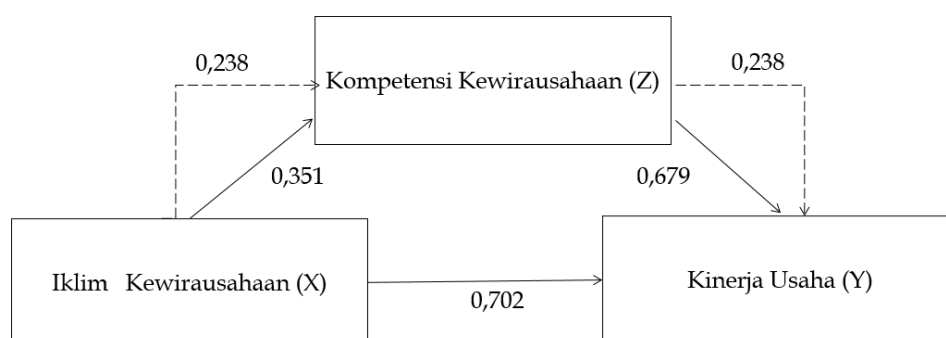 0,238
0,238
Kompetensi Kewirausahaan (Z)
0,351
0,679
Iklim Kewirausahaan (X)
Kinerja Usaha (Y)
0,702